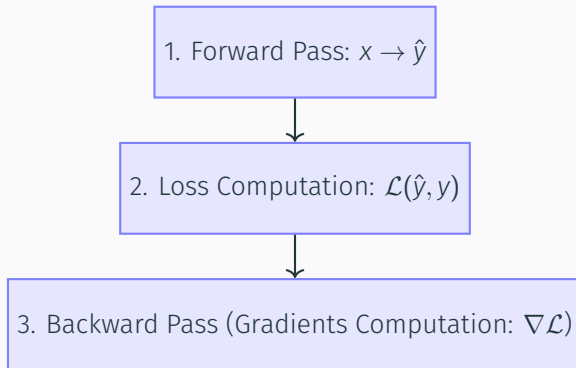 1. Forward Pass: x → ŷ
2. Loss Computation: ℒ(ŷ, y)
3. Backward Pass (Gradients Computation: ∇ℒ)